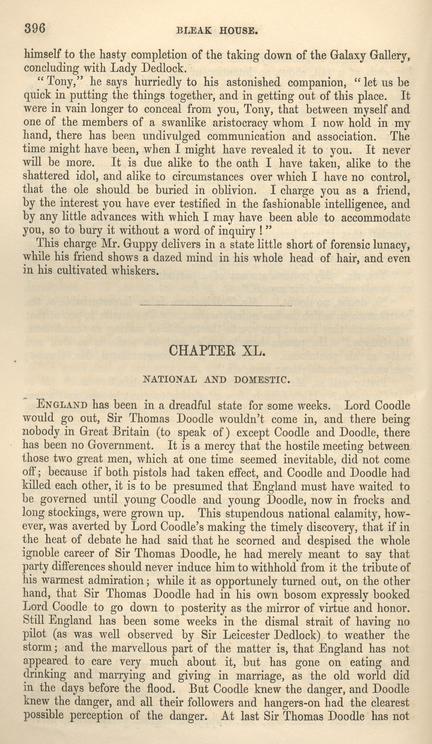 396 BLEAK HOUSE.
himself to the hasty completion of the taking down of the Galaxy Gallery,
concluding with Lady Dedlock.
“Tony,” he says hurriedly to his astonished companion, “let us be
quick in putting the things together, and in getting out of this place. It
were in vain longer to conceal from you, Tony, that between myself and
one of the members of a swanlike aristocracy whom I now hold in my
hand, there has been undivulged communication and association. The
time might have been, when I might have revealed it to you. It never
will be more. It is due alike to the oath I have taken, alike to the
shattered idol, and alike to circumstances over which I have no control,
that the ole should be buried in oblivion. I charge you as a friend,
by the interest you have ever testified in the fashionable intelligence, and
by any little advances with which I may have been able to accommodate
you, so to bury it without a word of inquiry!”
This charge Mr. Guppy delivers in a state little short of forensic lunacy,
while his friend shows a dazed mind in his whole head of hair, and even
in his cultivated whiskers.
CHAPTER XL.
NATIONAL AND DOMESTIC.
ENGLAND has been in a dreadful state for some weeks. Lord Coodle
would go out, Sir Thomas Doodle wouldn’t come in, and there being
nobody in Great Britain (to speak of) except Coodle and Doodle, there
has been no Government. It is a mercy that the hostile meeting between
those two great men, which at one time seemed inevitable, did not come
off; because if both pistols had taken effect, and Coodle and Doodle had
killed each other, it is to be presumed that England must have waited to
be governed until young Coodle and young Doodle, now in frocks and
long stockings, were grown up. This stupendous national calamity, how-
ever, was averted by Lord Coodle’s making the timely discovery, that if in
the heat of debate he had said that he scorned and despised the whole
ignoble career of Sir Thomas Doodle, he had merely meant to say that
party differences should never induce him to withhold from it the tribute of
his warmest admiration; while it as opportunely turned out, on the other
hand, that Sir Thomas Doodle had in his own bosom expressly booked
Lord Coodle to go down to posterity as the mirror of virtue and honor.
Still England has been some weeks in the dismal strait of having no
pilot (as was well observed by Sir Leicester Dedlock) to weather the
storm; and the marvellous part of the matter is, that England has not
appeared to care very much about it, but has gone on eating and
drinking and marrying and giving in marriage, as the old world did
in the days before the flood. But Coodle knew the danger, and Doodle
knew the danger, and all their followers and hangers-on had the clearest
possible perception of the danger. At last Sir Thomas Doodle has not